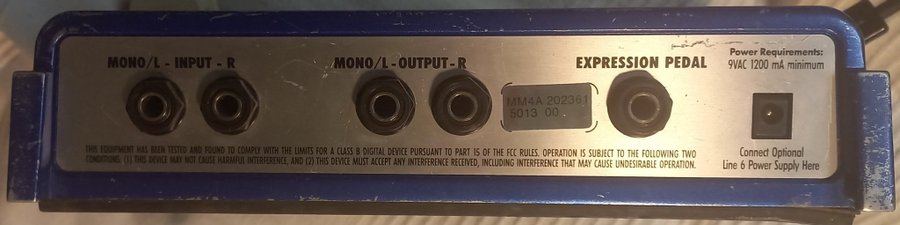 MONO/L - INPUT - R
MONO/L - OUTPUT - R
EXPRESSION PEDAL
Power Requirements:
9VAC 1200 mA minimum
MM4A 202361
5013 00
THIS EQUIPMENT HAS BEEN TESTED AND FOUND TO COMPLY WITH THE LIMITS FOR A CLASS B DIGITAL DEVICE PURSUANT TO PART 15 OF THE FCC RULES. OPERATION IS SUBJECT TO THE FOLLOWING TWO
CONDITIONS: (1) THIS DEVICE MAY NOT CAUSE HARMFUL INTERFERENCE, AND (2) THIS DEVICE MUST ACCEPT ANY INTERFERENCE RECEIVED, INCLUDING INTERFERENCE THAT MAY CAUSE UNDESIRABLE OPERATION.
Connect Optional
Line 6 Power Supply Here